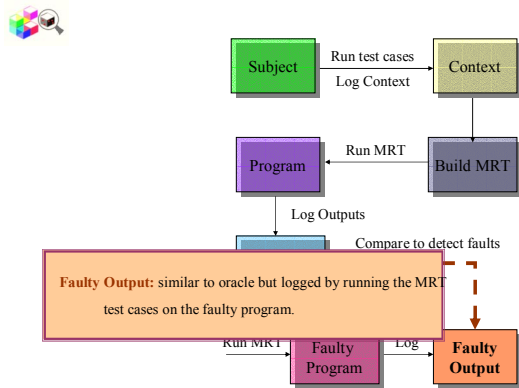 Run test cases
Subject
Context
Log Context
Run MRT
Program
Build MRT
Log Outputs
Compare to detect faults
Faulty Output: similar to oracle but logged by running the MRT
test cases on the faulty program.
Run MRT
Faulty
Program
Log
Faulty
Output